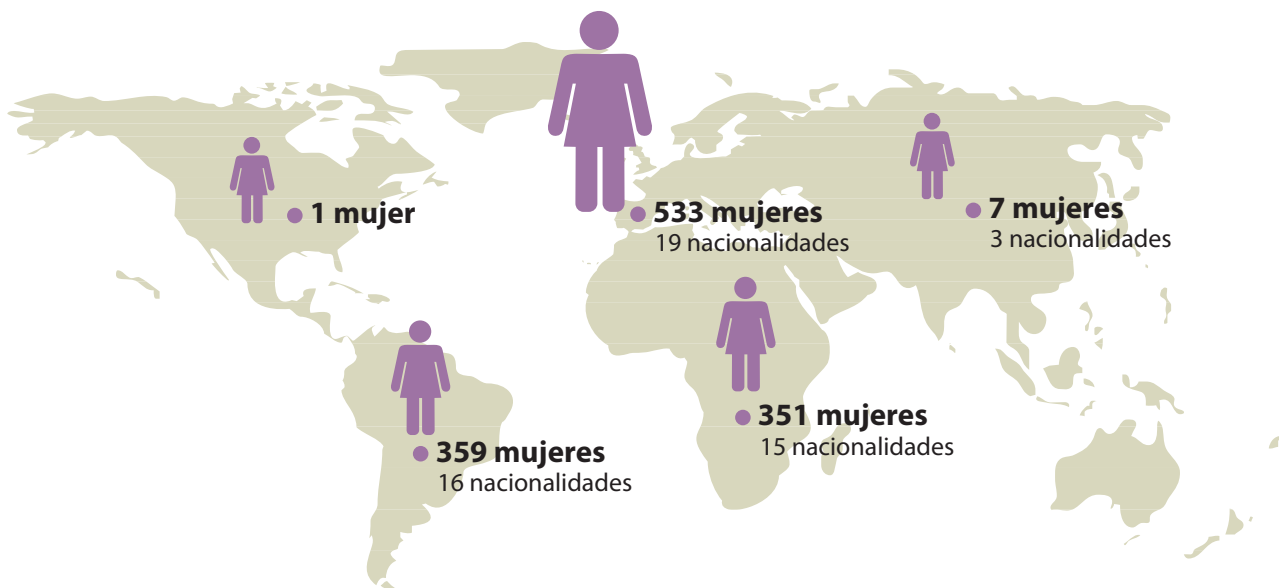 1 mujer
533 mujeres
19 nacionalidades
7 mujeres
3 nacionalidades
359 mujeres
16 nacionalidades
351 mujeres
15 nacionalidades